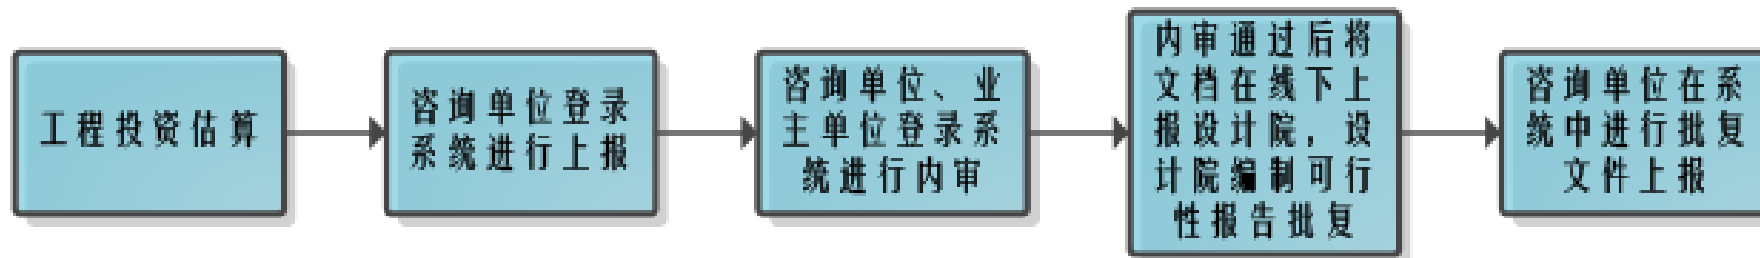 工程投资估算
咨询单位登录
系统进行上报
咨询单位、业
主单位登录系
统进行内审
内审通过后将
文档在线下上
报设计院，设
计院编制可行
性报告批复
咨询单位在系
统中进行批复
文件上报